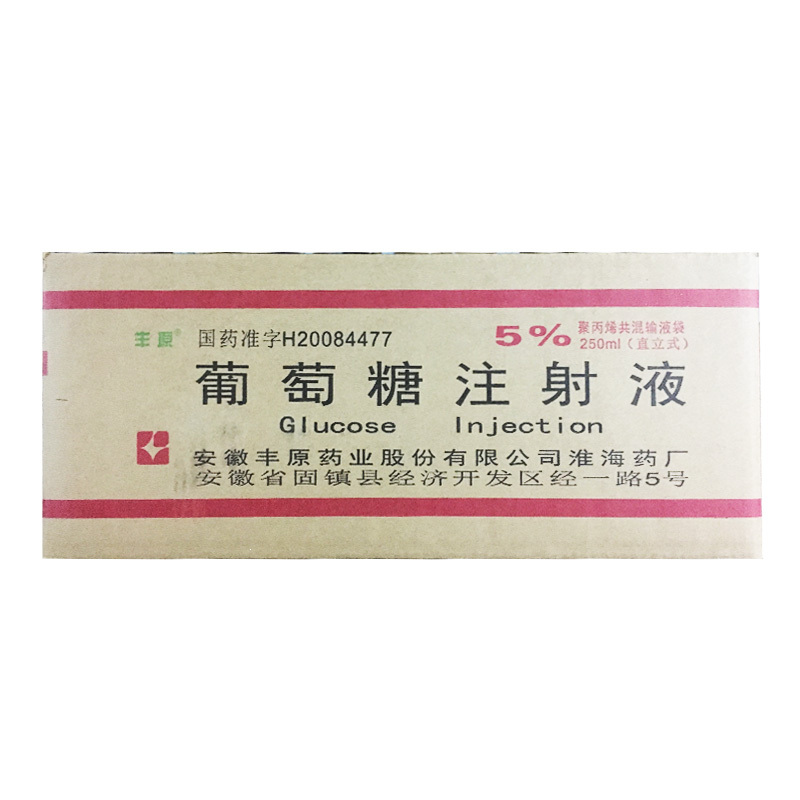 丰原® 国药准字H20084477
5% 聚丙烯共混输液袋
250ml（直立式）
葡萄糖注射液
Glucose Injection
安徽丰原药业股份有限公司淮海药厂
安徽省固镇县经济开发区经一路5号